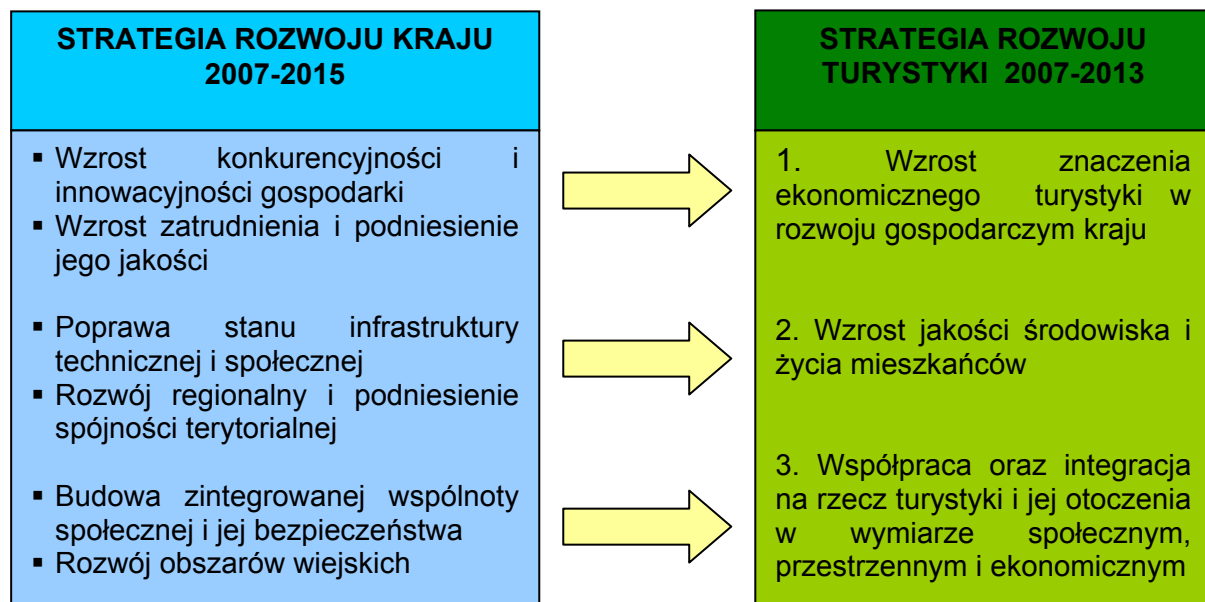 STRATEGIA ROZWOJU KRAJU
2007-2015
▪ Wzrost konkurencyjności i
innowacyjności gospodarki
▪ Wzrost zatrudnienia i podniesienie
jego jakości
▪ Poprawa stanu infrastruktury
technicznej i społecznej
▪ Rozwój regionalny i podniesienie
spójności terytorialnej
▪ Budowa zintegrowanej wspólnoty
społecznej i jej bezpieczeństwa
▪ Rozwój obszarów wiejskich
STRATEGIA ROZWOJU
TURYSTYKI 2007-2013
1. Wzrost znaczenia
ekonomicznego turystyki w
rozwoju gospodarczym kraju
2. Wzrost jakości środowiska i
życia mieszkańców
3. Współpraca oraz integracja
na rzecz turystyki i jej otoczenia
w wymiarze społecznym,
przestrzennym i ekonomicznym